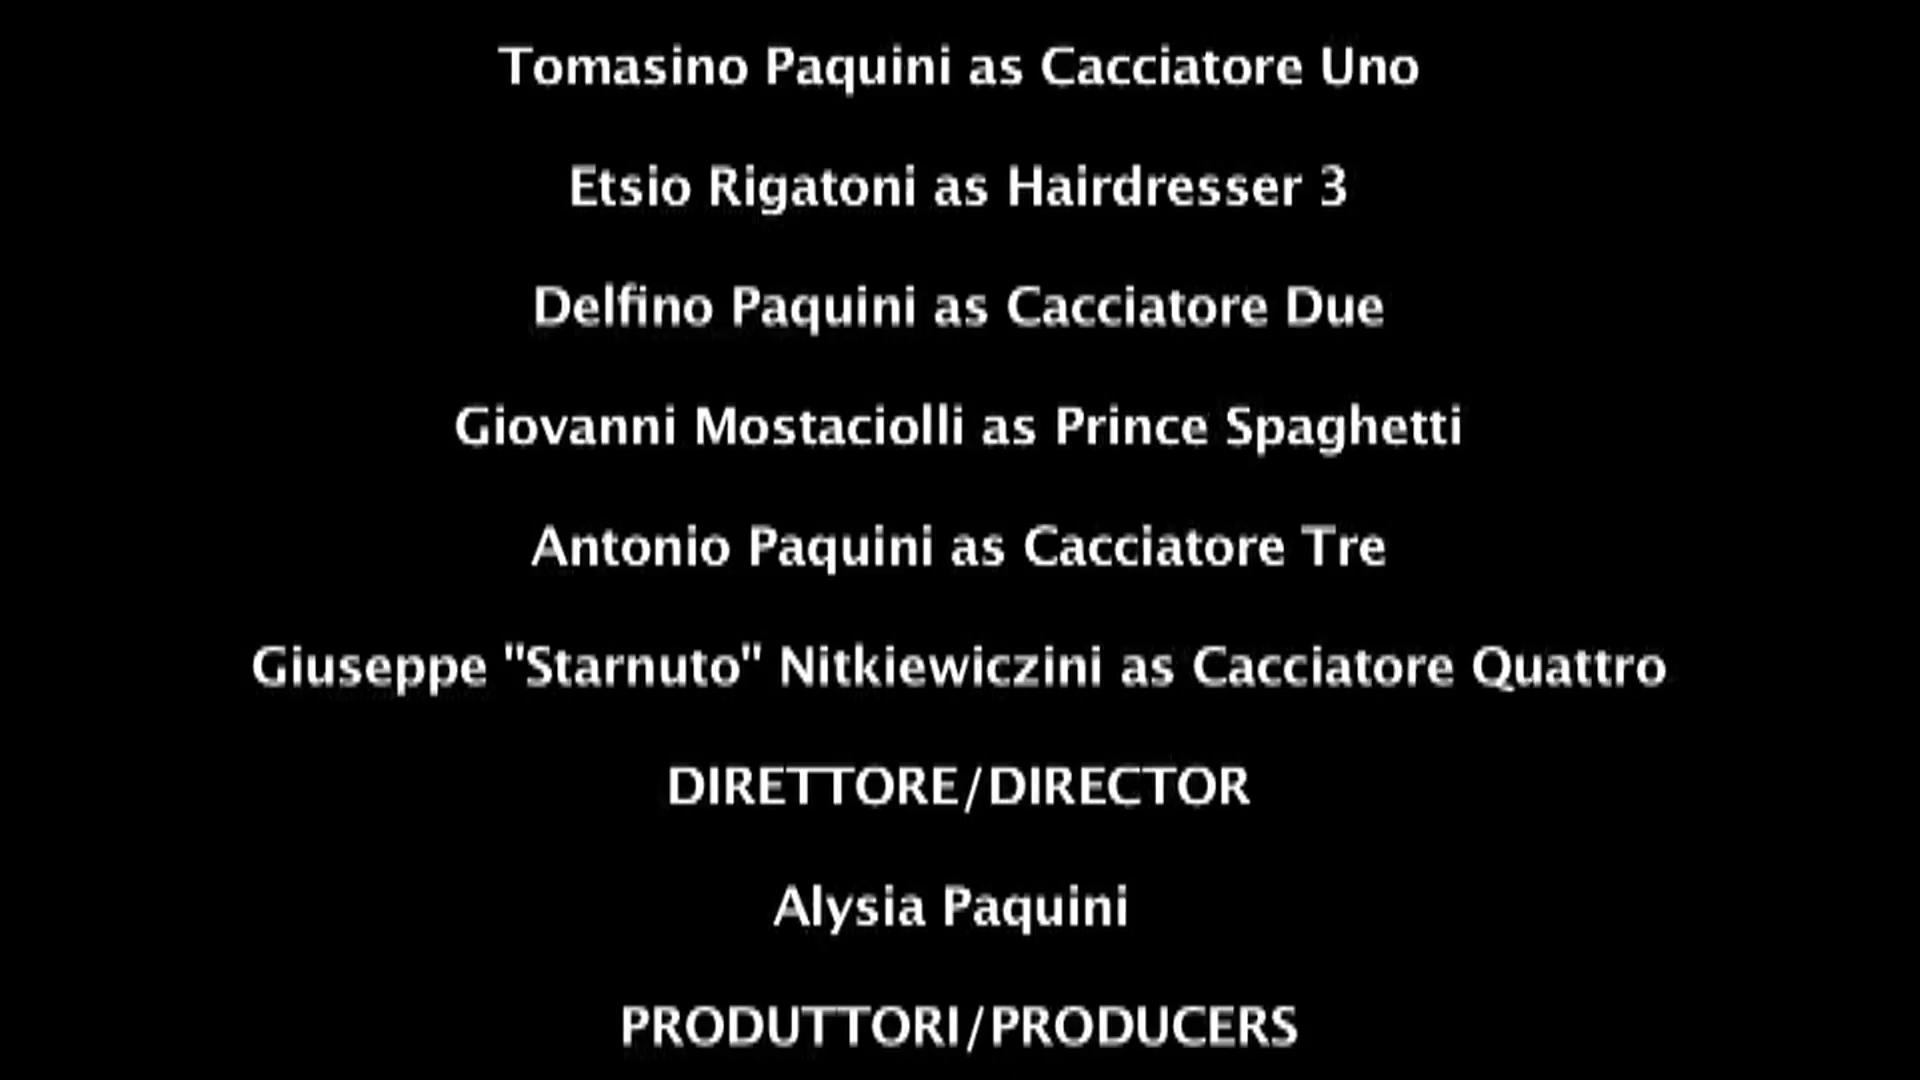 Tomasino Paquini as Cacciatore Uno
Etsio Rigatoni as Hairdresser 3
Delfino Paquini as Cacciatore Due
Giovanni Mostaciolli as Prince Spaghetti
Antonio Paquini as Cacciatore Tre
Giuseppe "Starnuto" Nitkiewiczini as Cacciatore Quattro
DIRETTORE/DIRECTOR
Alysia Paquini
PRODUTTORI/PRODUCERS